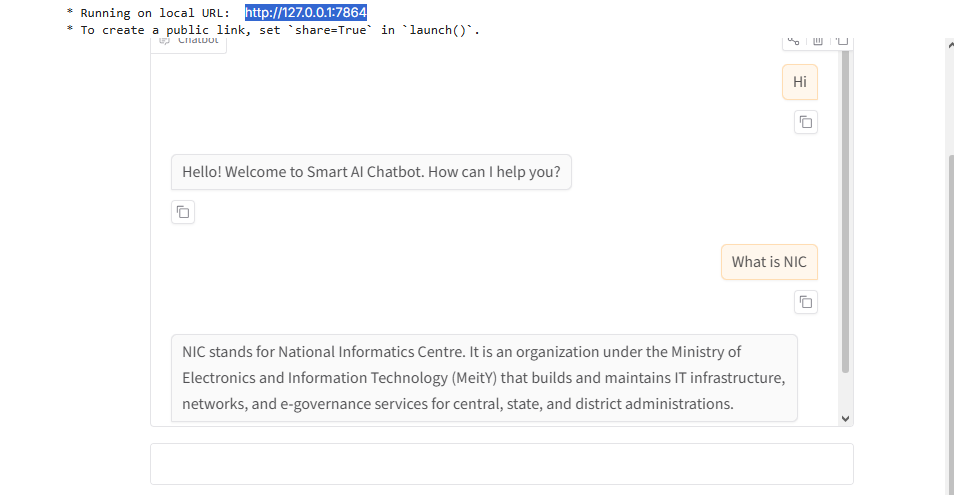 * Running on local URL:  http://127.0.0.1:7864
* To create a public link, set `share=True` in `launch()`.
Chatbot
Hi
Hello! Welcome to Smart AI Chatbot. How can I help you?
What is NIC
NIC stands for National Informatics Centre. It is an organization under the Ministry of
Electronics and Information Technology (MeitY) that builds and maintains IT infrastructure,
networks, and e-governance services for central, state, and district administrations.